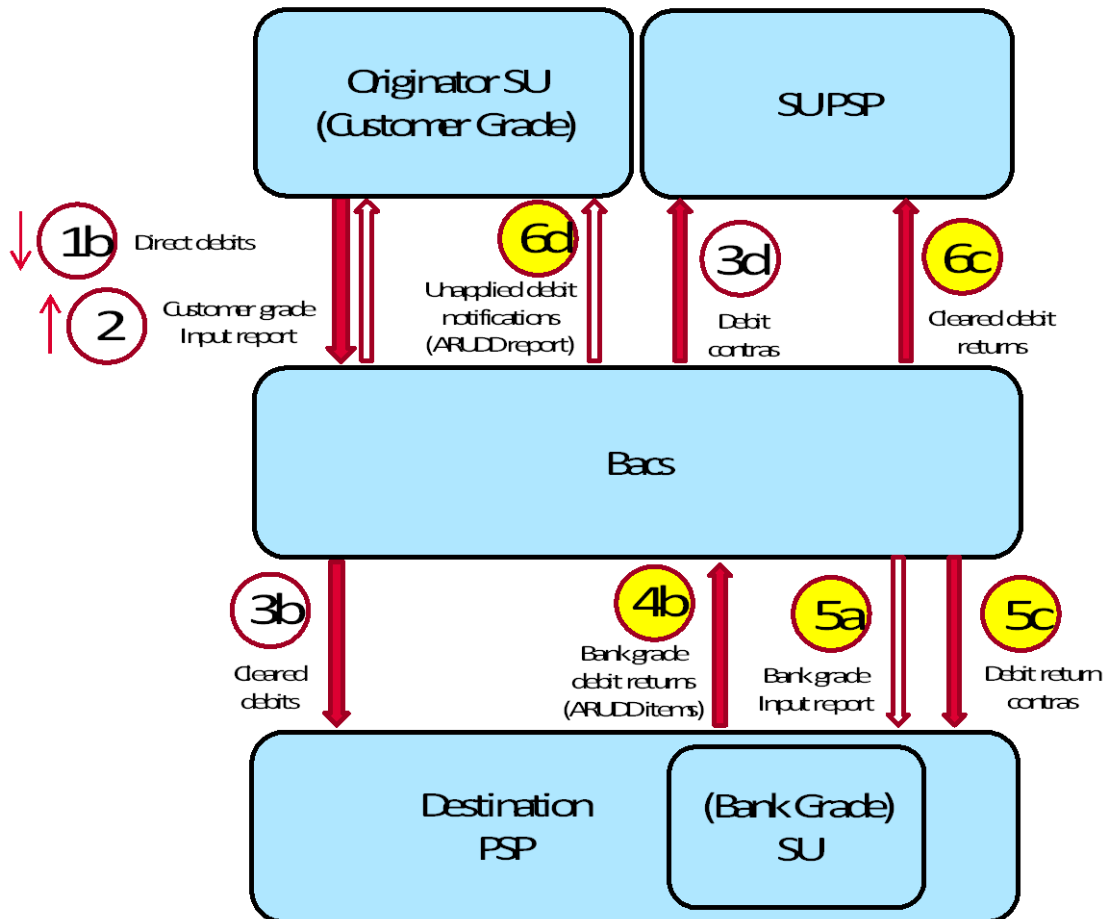 Originator SU
(Customer Grade)
SU PSP
1b
Direct debits
2
Customer grade
Input report
6d
Unapplied debit
notifications
(ARUDD report)
3d
Debit
contras
6c
Cleared debit
returns
Bacs
3b
Cleared
debits
4b
Bank grade
debit returns
(ARUDD items)
5a
Bank grade
Input report
5c
Debit return
contras
Destination
PSP
(Bank Grade)
SU